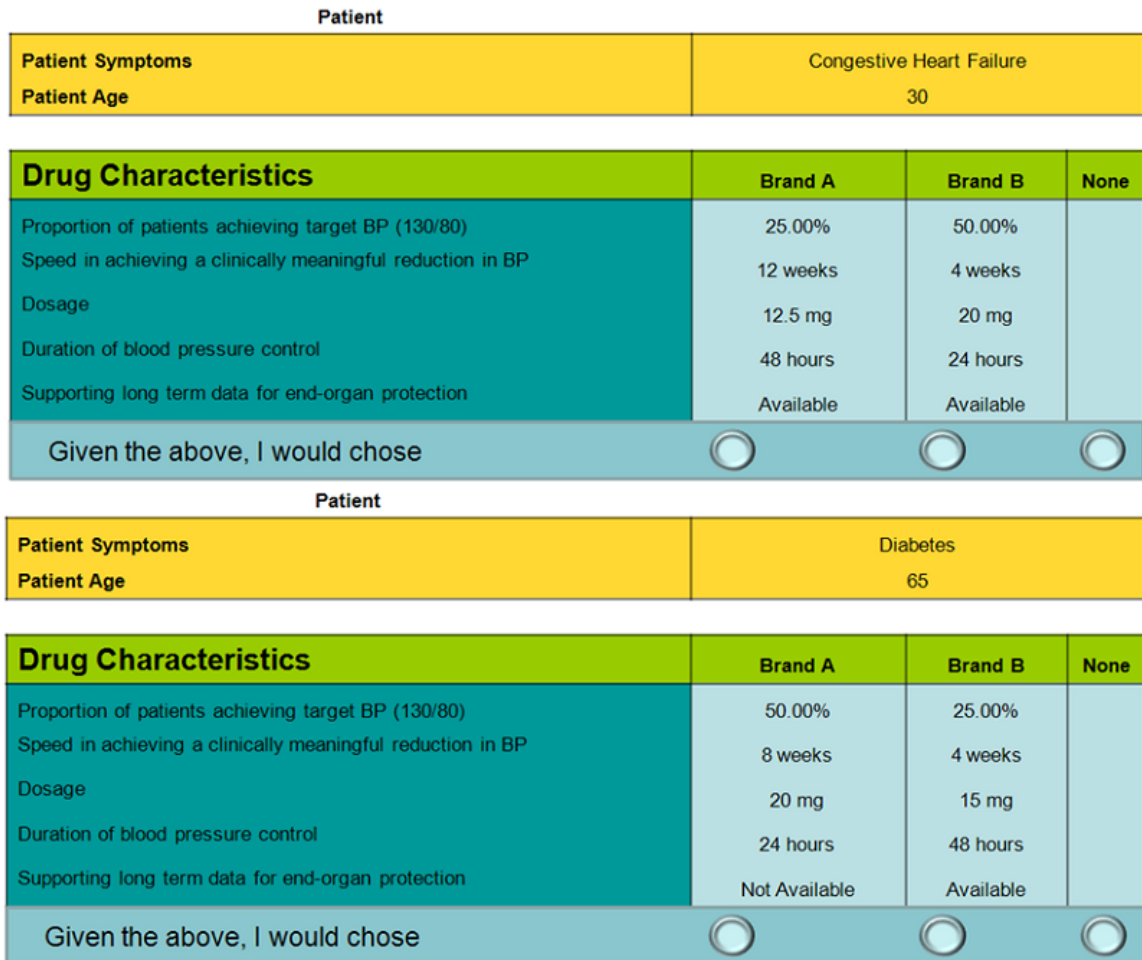 Patient
Patient Symptoms Congestive Heart Failure
Patient Age 30
Drug Characteristics Brand A Brand B None
Proportion of patients achieving target BP (130/80) 25.00% 50.00%
Speed in achieving a clinically meaningful reduction in BP 12 weeks 4 weeks
Dosage 12.5 mg 20 mg
Duration of blood pressure control 48 hours 24 hours
Supporting long term data for end-organ protection Available Available
Given the above, I would chose
Patient
Patient Symptoms Diabetes
Patient Age 65
Drug Characteristics Brand A Brand B None
Proportion of patients achieving target BP (130/80) 50.00% 25.00%
Speed in achieving a clinically meaningful reduction in BP 8 weeks 4 weeks
Dosage 20 mg 15 mg
Duration of blood pressure control 24 hours 48 hours
Supporting long term data for end-organ protection Not Available Available
Given the above, I would chose